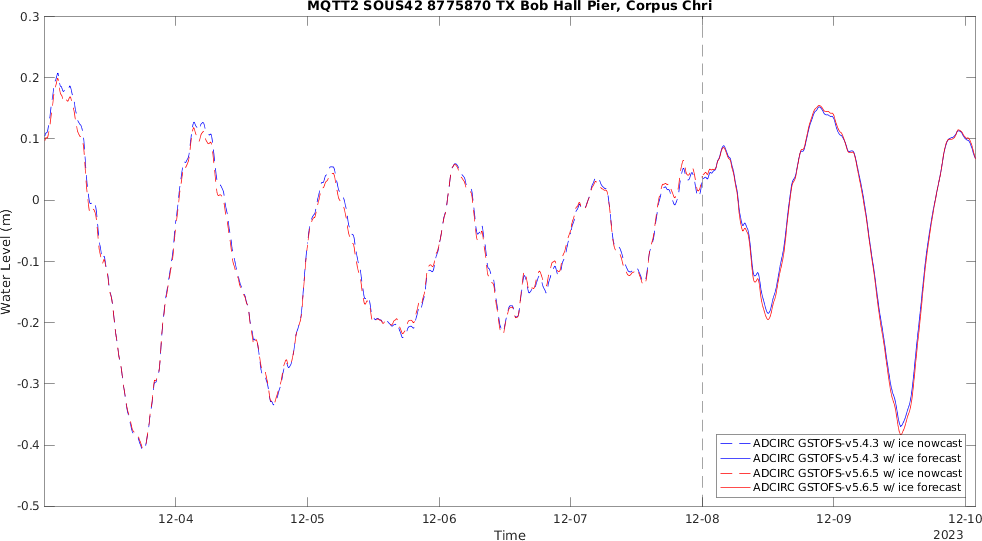 MQTT2 SOUS42 8775870 TX Bob Hall Pier, Corpus Chri
0.3
0.2
0.1
0
-0.1
-0.2
-0.3
-0.4
-0.5
Water Level (m)
12-04
12-05
12-06
12-07
12-08
12-09
12-10
Time
2023
ADCIRC GSTOFS-v5.4.3 w/ ice nowcast
ADCIRC GSTOFS-v5.4.3 w/ ice forecast
ADCIRC GSTOFS-v5.6.5 w/ ice nowcast
ADCIRC GSTOFS-v5.6.5 w/ ice forecast